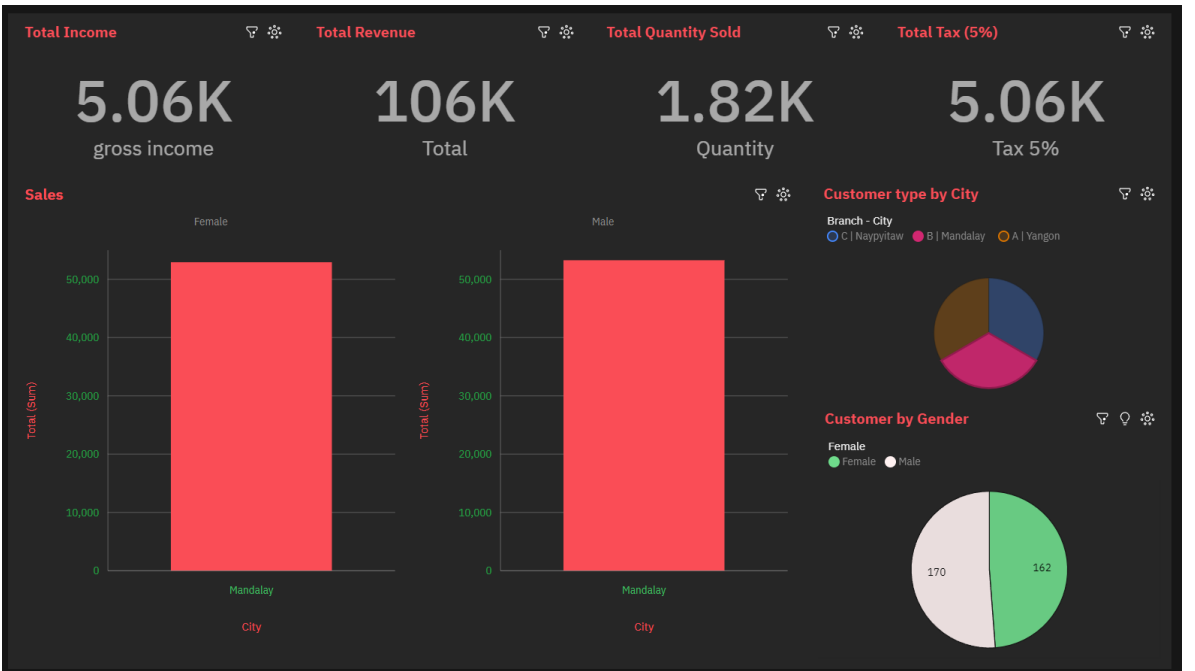 Total Income
Total Revenue
Total Quantity Sold
Total Tax (5%)
5.06K
106K
1.82K
5.06K
gross income
Total
Quantity
Tax 5%
Sales
Female
Male
50,000
40,000
30,000
20,000
10,000
0
Total (Sum)
Mandalay
City
50,000
40,000
30,000
20,000
10,000
0
Total (Sum)
Mandalay
City
Customer type by City
Branch - City
C | Naypyitaw B | Mandalay A | Yangon
Customer by Gender
Female
Female Male
170
162